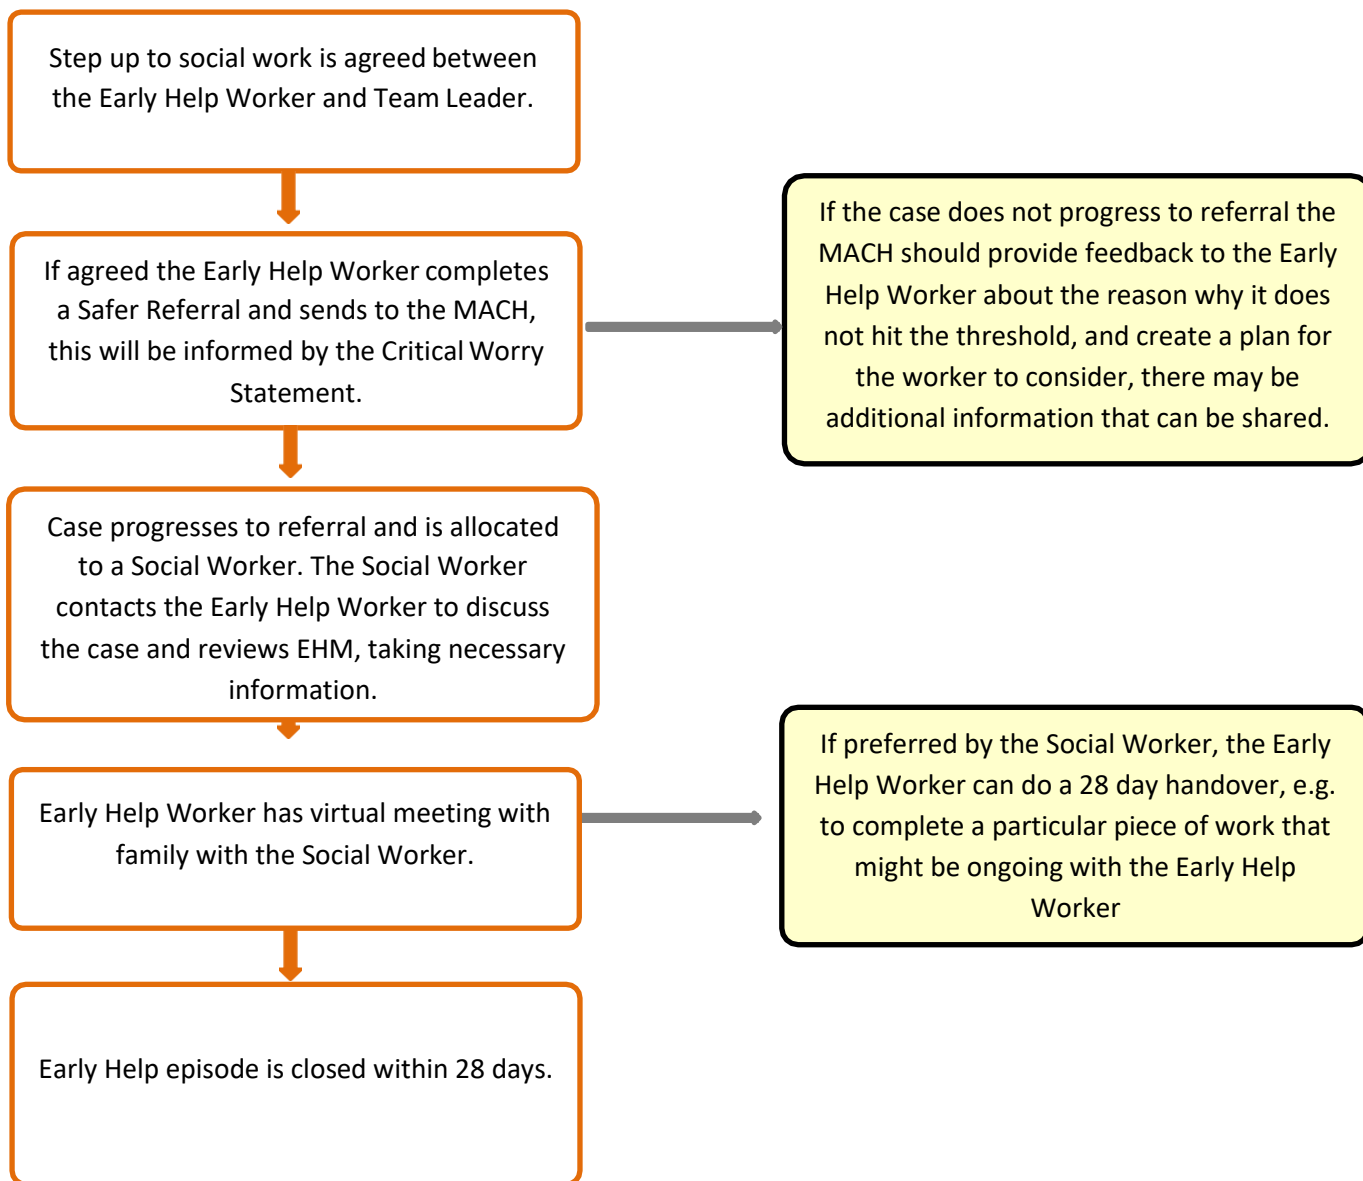 Step up to social work is agreed between
the Early Help Worker and Team Leader.
If agreed the Early Help Worker completes
a Safer Referral and sends to the MACH,
this will be informed by the Critical Worry
Statement.
If the case does not progress to referral the
MACH should provide feedback to the Early
Help Worker about the reason why it does
not hit the threshold, and create a plan for
the worker to consider, there may be
additional information that can be shared.
Case progresses to referral and is allocated
to a Social Worker. The Social Worker
contacts the Early Help Worker to discuss
the case and reviews EHM, taking necessary
information.
Early Help Worker has virtual meeting with
family with the Social Worker.
If preferred by the Social Worker, the Early
Help Worker can do a 28 day handover, e.g.
to complete a particular piece of work that
might be ongoing with the Early Help
Worker
Early Help episode is closed within 28 days.